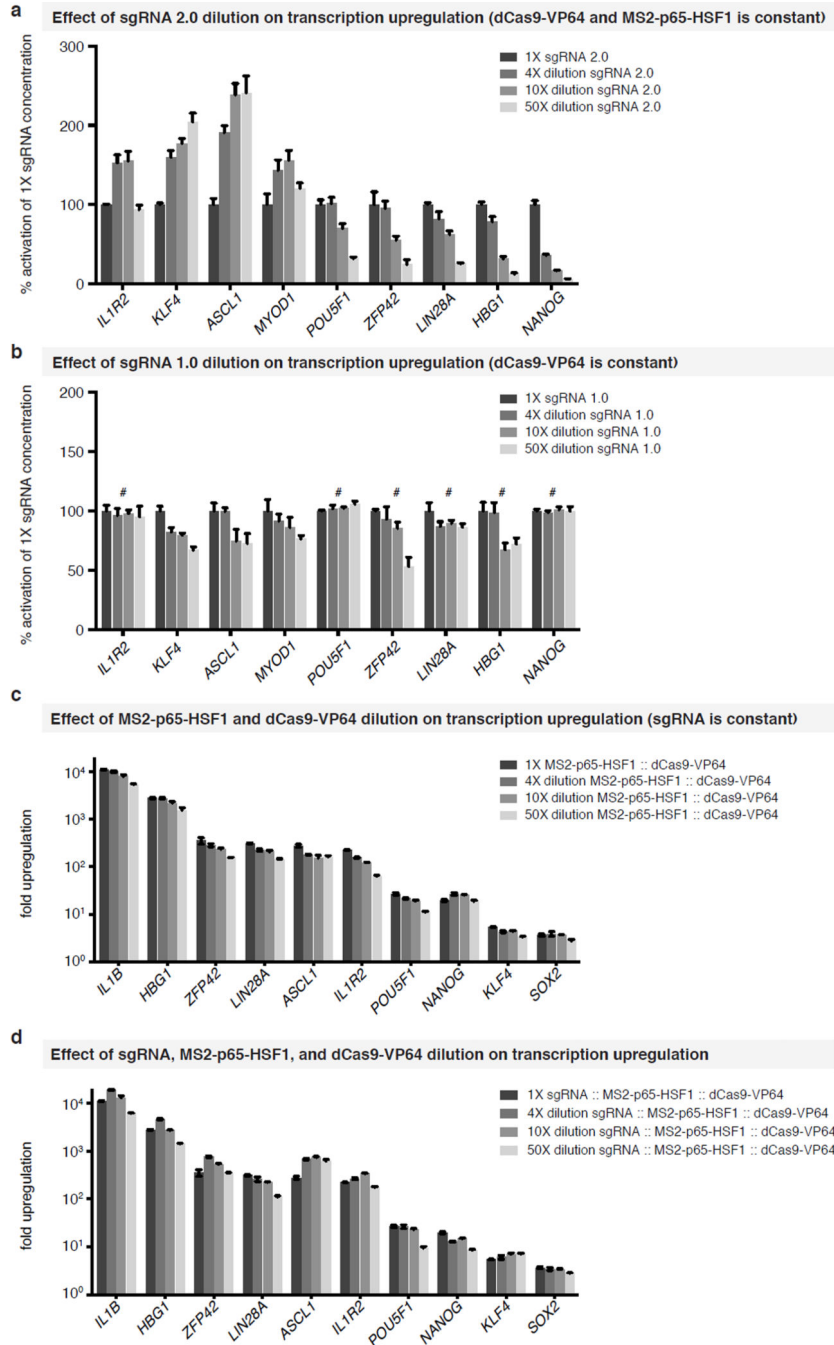 a
Effect of sgRNA 2.0 dilution on transcription upregulation (dCas9-VP64 and MS2-p65-HSF1 is constant)
% activation of 1X sgRNA concentration
300
200
100
0
1X sgRNA 2.0
4X dilution sgRNA 2.0
10X dilution sgRNA 2.0
50X dilution sgRNA 2.0
IL1R2 KLF4 ASCL1 MYOD1 POU5F1 ZFP42 LIN28A HBG1 NANOG
b
Effect of sgRNA 1.0 dilution on transcription upregulation (dCas9-VP64 is constant)
% activation of 1X sgRNA concentration
200
150
100
50
0
1X sgRNA 1.0
4X dilution sgRNA 1.0
10X dilution sgRNA 1.0
50X dilution sgRNA 1.0
# # # # # #
IL1R2 KLF4 ASCL1 MYOD1 POU5F1 ZFP42 LIN28A HBG1 NANOG
c
Effect of MS2-p65-HSF1 and dCas9-VP64 dilution on transcription upregulation (sgRNA is constant)
fold upregulation
10⁴
10³
10²
10¹
10⁰
1X MS2-p65-HSF1 :: dCas9-VP64
4X dilution MS2-p65-HSF1 :: dCas9-VP64
10X dilution MS2-p65-HSF1 :: dCas9-VP64
50X dilution MS2-p65-HSF1 :: dCas9-VP64
IL1B HBG1 ZFP42 LIN28A ASCL1 IL1R2 POU5F1 NANOG KLF4 SOX2
d
Effect of sgRNA, MS2-p65-HSF1, and dCas9-VP64 dilution on transcription upregulation
fold upregulation
10⁴
10³
10²
10¹
10⁰
1X sgRNA :: MS2-p65-HSF1 :: dCas9-VP64
4X dilution sgRNA :: MS2-p65-HSF1 :: dCas9-VP64
10X dilution sgRNA :: MS2-p65-HSF1 :: dCas9-VP64
50X dilution sgRNA :: MS2-p65-HSF1 :: dCas9-VP64
IL1B HBG1 ZFP42 LIN28A ASCL1 IL1R2 POU5F1 NANOG KLF4 SOX2